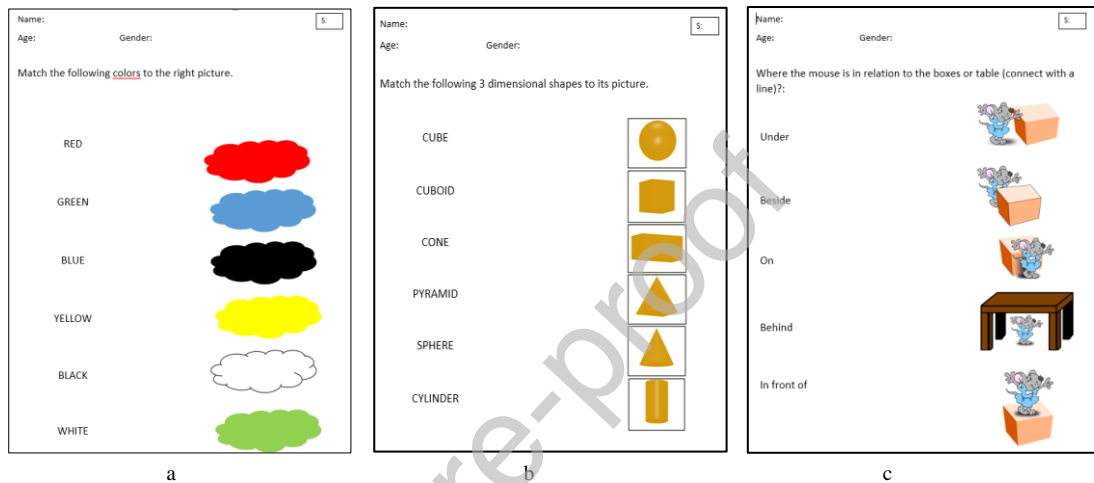 Name:
S:
Age: Gender:
Match the following colors to the right picture.
RED
GREEN
BLUE
YELLOW
BLACK
WHITE
a
Name:
S:
Age: Gender:
Match the following 3 dimensional shapes to its picture.
CUBE
CUBOID
CONE
PYRAMID
SPHERE
CYLINDER
b
Name:
S:
Age: Gender:
Where the mouse is in relation to the boxes or table (connect with a
line)?:
Under
Beside
On
Behind
In front of
c
re-proof